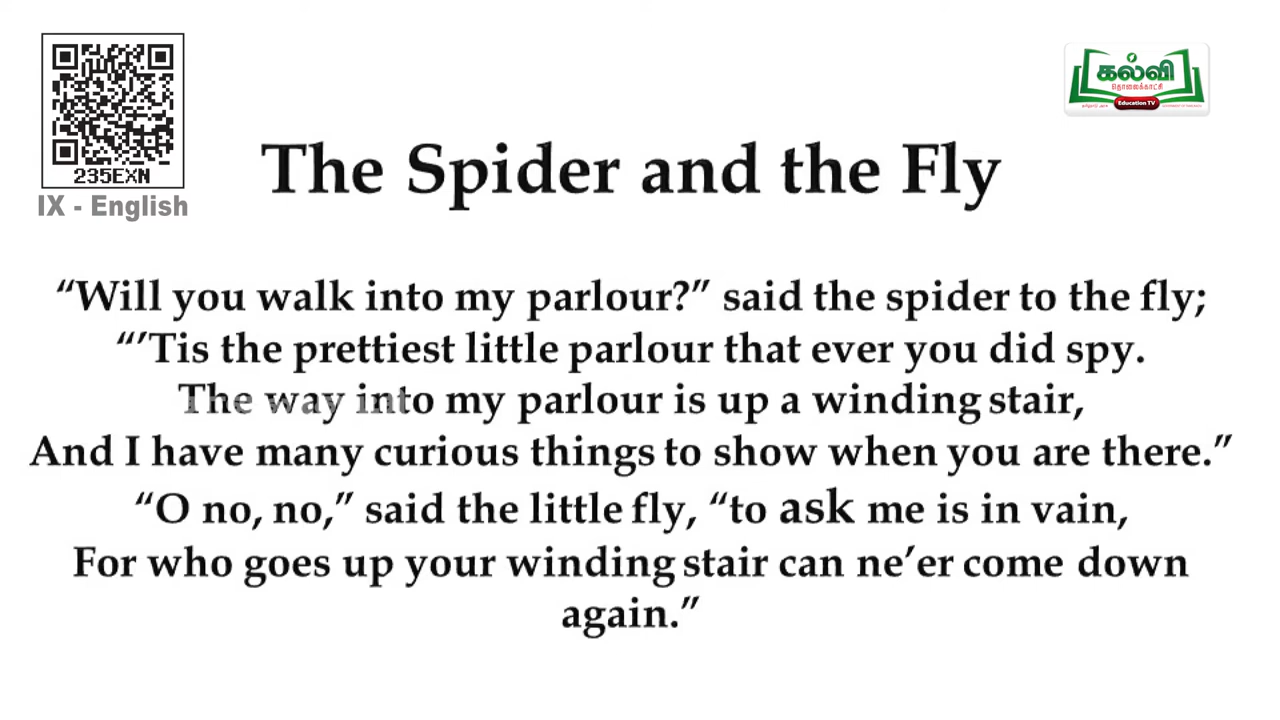 235EXN
IX - English
கல்வி
தொலைக்காட்சி
Education TV
The Spider and the Fly
“Will you walk into my parlour?” said the spider to the fly;
“’Tis the prettiest little parlour that ever you did spy.
The way into my parlour is up a winding stair,
And I have many curious things to show when you are there.”
“O no, no,” said the little fly, “to ask me is in vain,
For who goes up your winding stair can ne’er come down
again.”